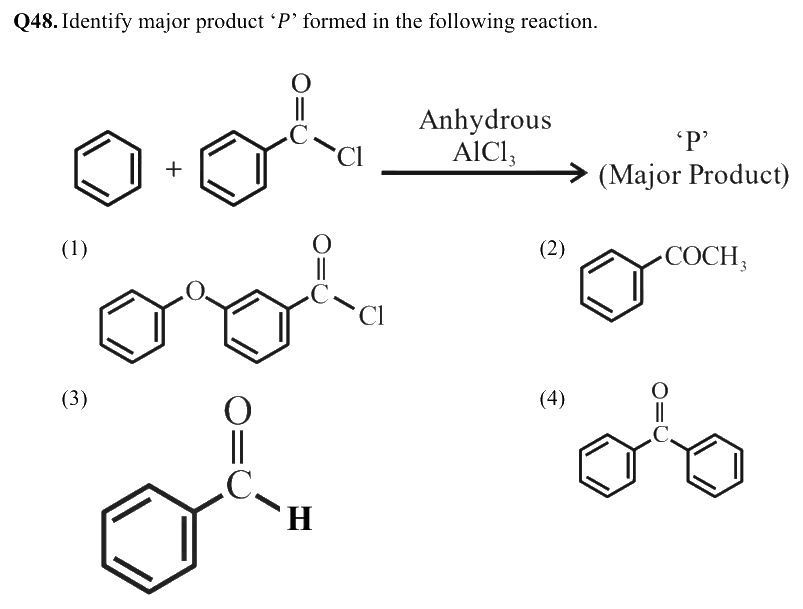 Q48. Identify major product ‘P’ formed in the following reaction.
O
C
Cl
+
Anhydrous
AlCl₃
‘P’
(Major Product)
(1)
O
O
C
Cl
(2)
COCH₃
(3)
O
C
H
(4)
O
C